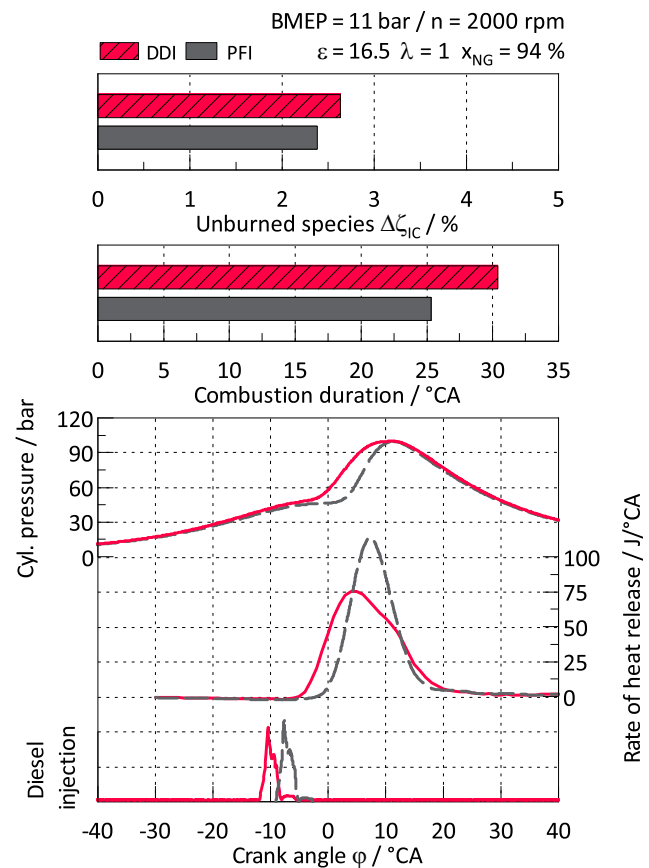 BMEP = 11 bar / n = 2000 rpm
DDI PFI ε = 16.5 λ = 1 x_NG = 94 %
0 1 2 3 4 5
Unburned species Δζ_IC / %
0 5 10 15 20 25 30 35
Combustion duration / °CA
Cyl. pressure / bar
120
90
60
30
0
Rate of heat release / J/°CA
100
75
50
25
0
Diesel
injection
-40 -30 -20 -10 0 10 20 30 40
Crank angle φ / °CA